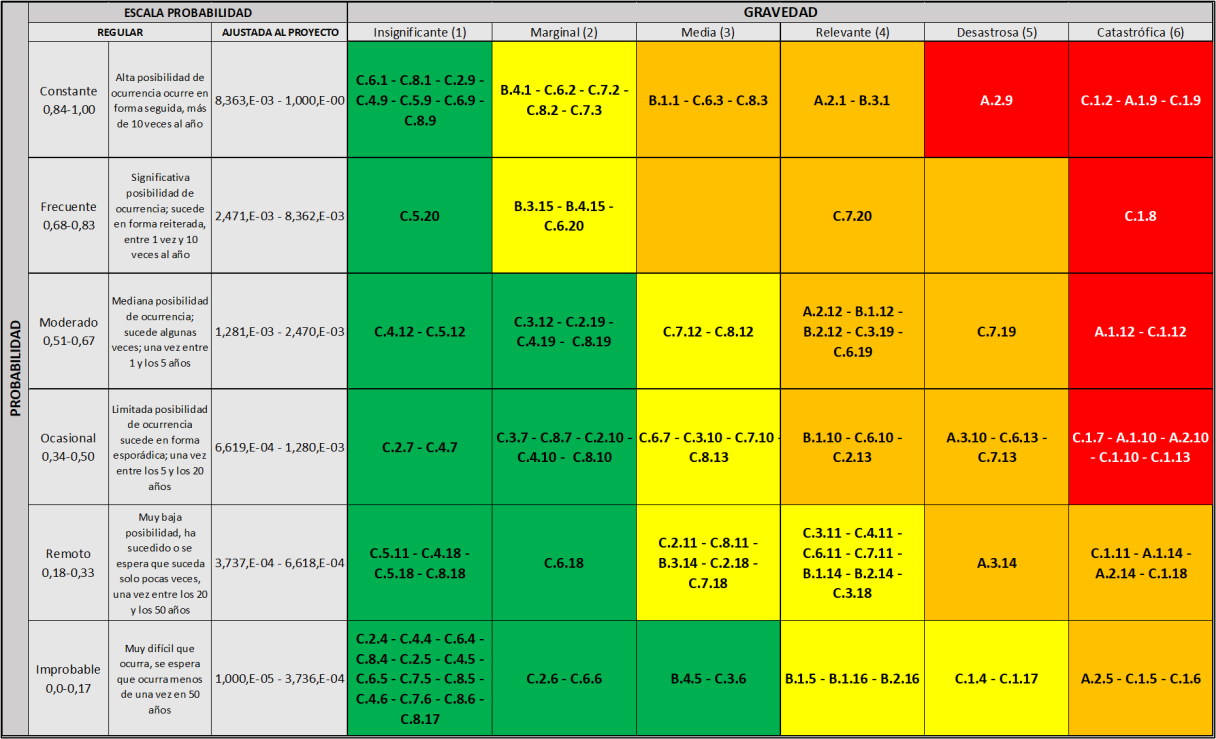 ESCALA PROBABILIDAD
GRAVEDAD
REGULAR
AJUSTADA AL PROYECTO
Insignificante (1)
Marginal (2)
Media (3)
Relevante (4)
Desastrosa (5)
Catastrófica (6)
PROBABILIDAD
Constante
0,84-1,00
Alta posibilidad de
ocurrencia ocurre en
forma seguida, más
de 10 veces al año
8,363,E-03 - 1,000,E-00
C.6.1 - C.8.1 - C.2.9 -
C.4.9 - C.5.9 - C.6.9 -
C.8.9
B.4.1 - C.6.2 - C.7.2 -
C.8.2 - C.7.3
B.1.1 - C.6.3 - C.8.3
A.2.1 - B.3.1
A.2.9
C.1.2 - A.1.9 - C.1.9
Frecuente
0,68-0,83
Significativa
posibilidad de
ocurrencia; sucede
en forma reiterada,
entre 1 vez y 10
veces al año
2,471,E-03 - 8,362,E-03
C.5.20
B.3.15 - B.4.15 -
C.6.20
C.7.20
C.1.8
Moderado
0,51-0,67
Mediana posibilidad
de ocurrencia;
sucede algunas
veces; una vez entre
1 y los 5 años
1,281,E-03 - 2,470,E-03
C.4.12 - C.5.12
C.3.12 - C.2.19 -
C.4.19 - C.8.19
C.7.12 - C.8.12
A.2.12 - B.1.12 -
B.2.12 - C.3.19 -
C.6.19
C.7.19
A.1.12 - C.1.12
Ocasional
0,34-0,50
Limitada posibilidad
de ocurrencia
sucede en forma
esporádica; una vez
entre los 5 y los 20
años
6,619,E-04 - 1,280,E-03
C.2.7 - C.4.7
C.3.7 - C.8.7 - C.2.10 -
C.4.10 - C.8.10
C.6.7 - C.3.10 - C.7.10 -
C.8.13
B.1.10 - C.6.10 -
C.2.13
A.3.10 - C.6.13 -
C.7.13
C.1.7 - A.1.10 - A.2.10
- C.1.10 - C.1.13
Remoto
0,18-0,33
Muy baja
posibilidad, ha
sucedido o se
espera que suceda
solo pocas veces,
una vez entre los 20
y los 50 años
3,737,E-04 - 6,618,E-04
C.5.11 - C.4.18 -
C.5.18 - C.8.18
C.6.18
C.2.11 - C.8.11 -
B.3.14 - C.2.18 -
C.7.18
C.3.11 - C.4.11 -
C.6.11 - C.7.11 -
B.1.14 - B.2.14 -
C.3.18
A.3.14
C.1.11 - A.1.14 -
A.2.14 - C.1.18
Improbable
0,0-0,17
Muy difícil que
ocurra, se espera
que ocurra menos
de una vez en 50
años
1,000,E-05 - 3,736,E-04
C.2.4 - C.4.4 - C.6.4 -
C.8.4 - C.2.5 - C.4.5 -
C.6.5 - C.7.5 - C.8.5 -
C.4.6 - C.7.6 - C.8.6 -
C.8.17
C.2.6 - C.6.6
B.4.5 - C.3.6
B.1.5 - B.1.16 - B.2.16
C.1.4 - C.1.17
A.2.5 - C.1.5 - C.1.6